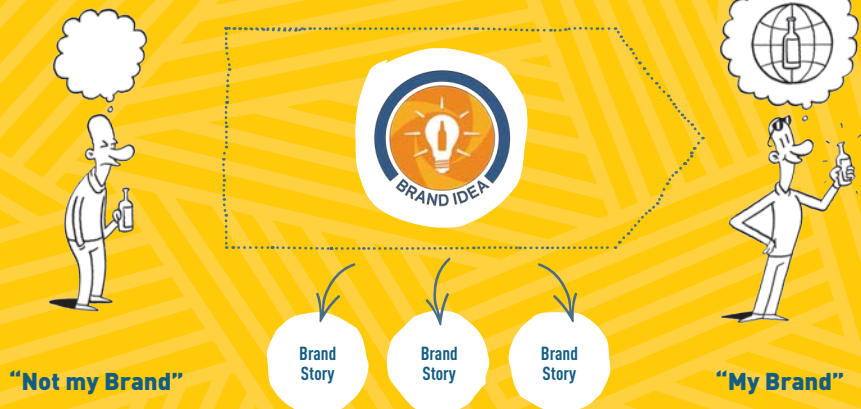 BRAND IDEA
Brand
Story
Brand
Story
Brand
Story
“Not my Brand”
“My Brand”